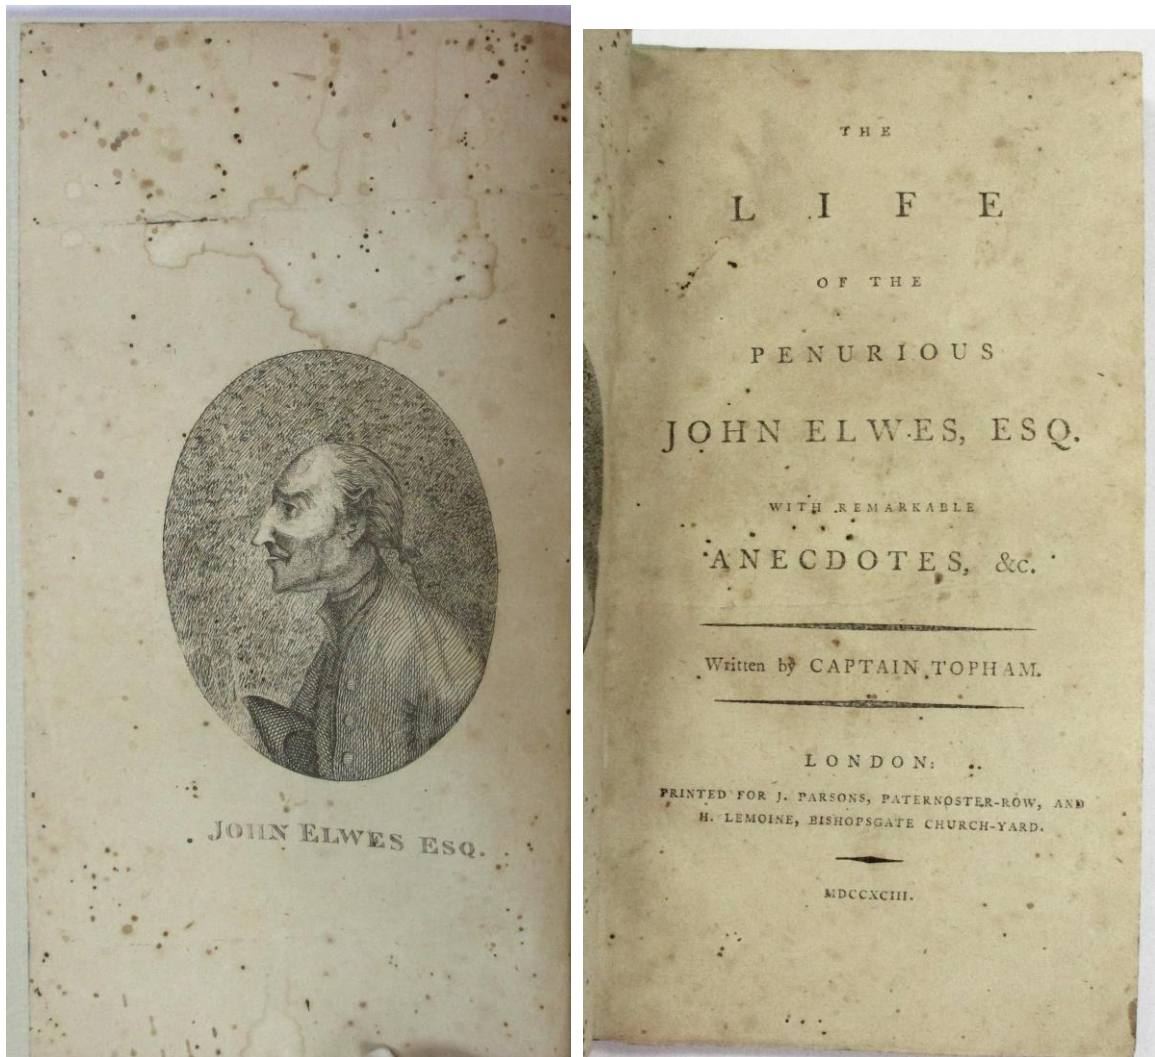 JOHN ELWES ESQ.
THE
LIFE
OF THE
PENURIOUS
JOHN ELWES, ESQ.
WITH REMARKABLE
ANECDOTES, &c.
Written by CAPTAIN TOPHAM.
LONDON:
PRINTED FOR J. PARSONS, PATERNOSTER-ROW, AND
H. LEMOINE, BISHOPSGATE CHURCH-YARD.
MDCCXCIII.